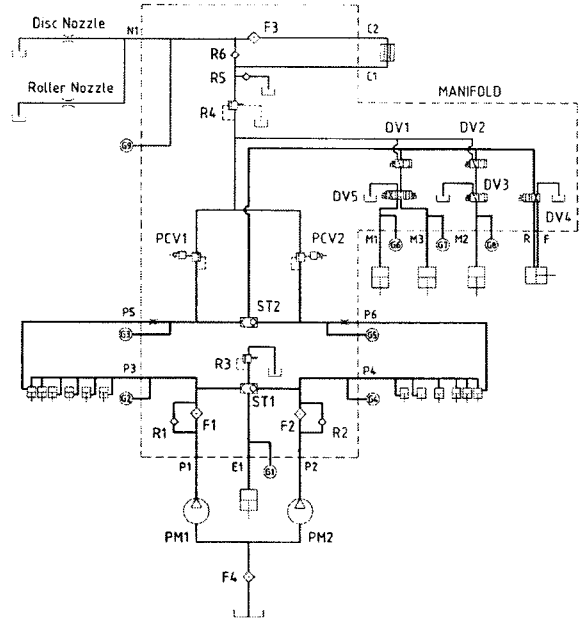 Disc Nozzle
N1
F3
C2
R6
C1
R5
Roller Nozzle
R4
MANIFOLD
G9
DV1
DV2
DV5
DV3
DV4
M1
G6
M3
G7
M2
G8
R
F
PCV1
PCV2
P5
ST2
P6
G3
G5
P3
R3
P4
G2
ST1
G4
R1
F1
F2
R2
P1
E1
G1
P2
PM1
PM2
F4